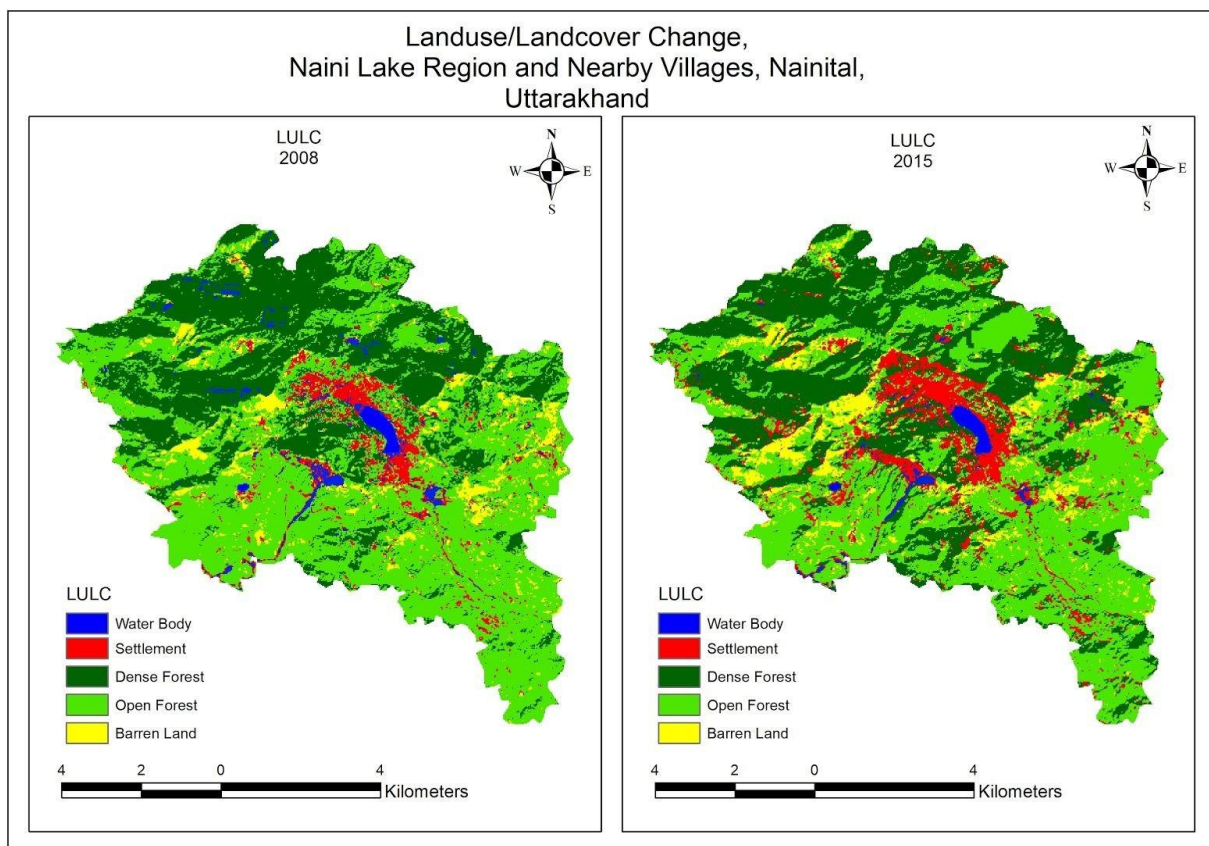 Landuse/Landcover Change,
Naini Lake Region and Nearby Villages, Nainital,
Uttarakhand
LULC
2008
N
W E
S
LULC
Water Body
Settlement
Dense Forest
Open Forest
Barren Land
4 2 0 4
Kilometers
LULC
2015
N
W E
S
LULC
Water Body
Settlement
Dense Forest
Open Forest
Barren Land
4 2 0 4
Kilometers